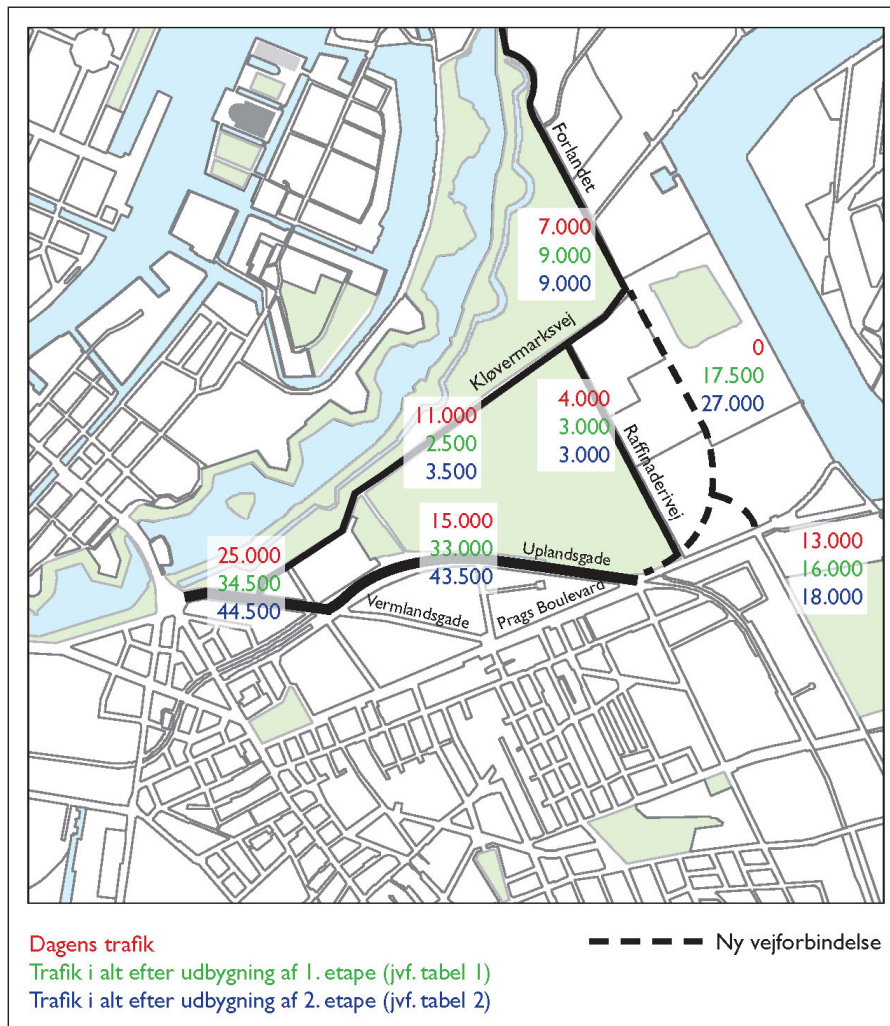 Forlandet
7.000
9.000
9.000
Kløvermarksvej
0
17.500
27.000
11.000
2.500
3.500
4.000
3.000
3.000
Raffinaderivej
15.000
33.000
43.500
Uplandsgade
25.000
34.500
44.500
13.000
16.000
18.000
Vermlandsgade
Prags Boulevard
Dagens trafik
Ny vejforbindelse
Trafik i alt efter udbygning af 1. etape (jvf. tabel 1)
Trafik i alt efter udbygning af 2. etape (jvf. tabel 2)